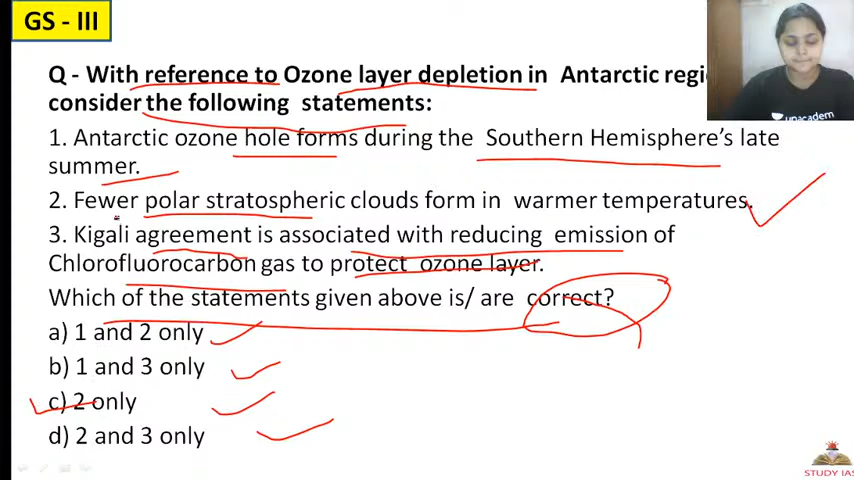 GS - III
Q - With reference to Ozone layer depletion in Antarctic
consider the following statements:
1. Antarctic ozone hole forms during the Southern Hemisphere's late
summer.
2. Fewer polar stratospheric clouds form in warmer temperatures.
3. Kigali agreement is associated with reducing emission of
Chlorofluorocarbon gas to protect ozone layer.
Which of the statements given above is/ are correct?
a) 1 and 2 only
b) 1 and 3 only
c) 2 only
d) 2 and 3 only
STUDY IAS